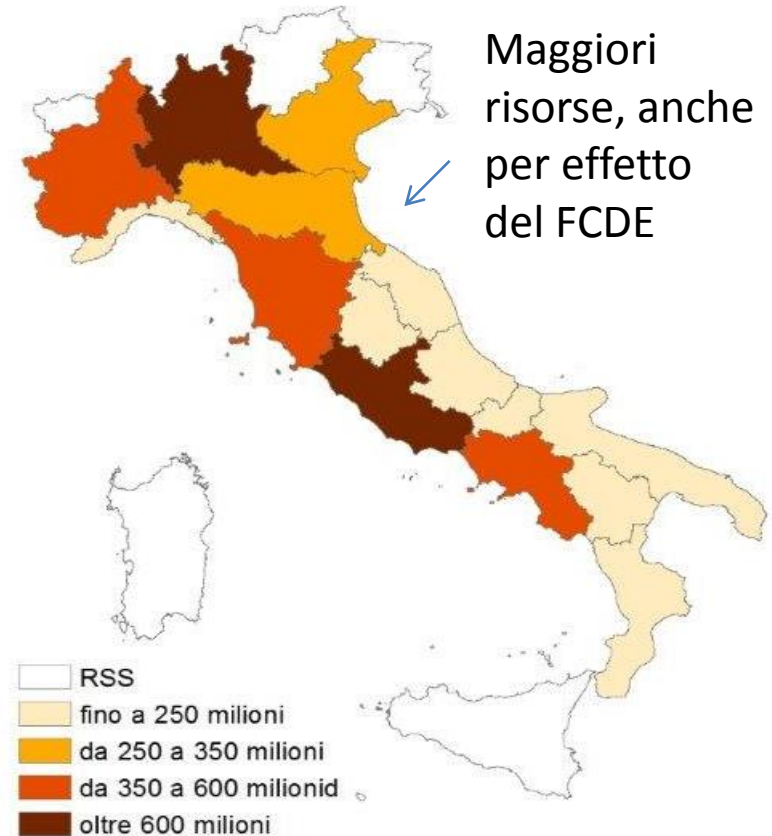 Maggiori
risorse, anche
per effetto
del FCDE
RSS
fino a 250 milioni
da 250 a 350 milioni
da 350 a 600 milionid
oltre 600 milioni